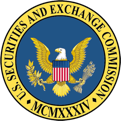 U.S. SECURITIES AND EXCHANGE COMMISSION
MCMXXXIV